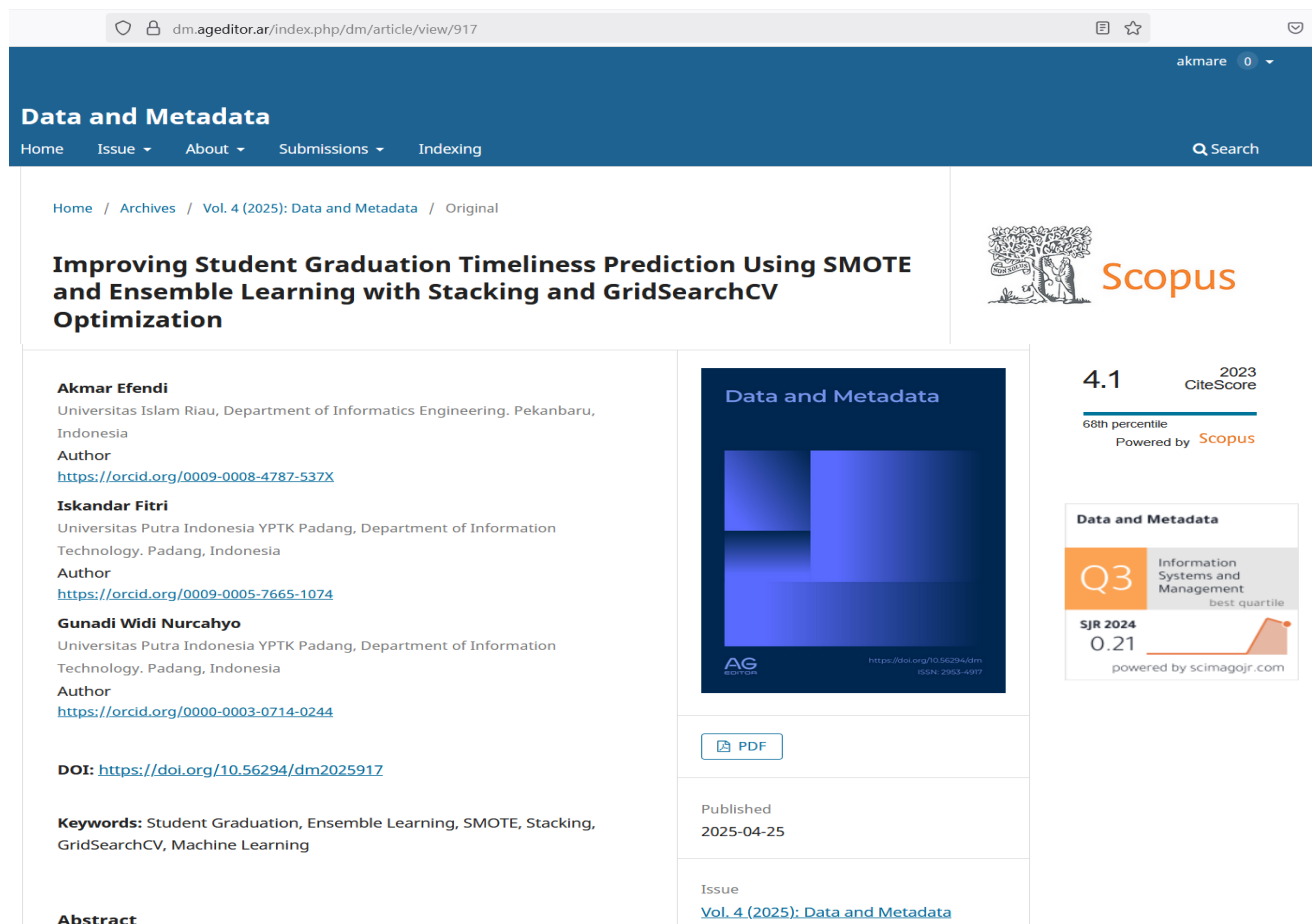 dm.ageditor.ar/index.php/dm/article/view/917
akmare 0
Data and Metadata
Home Issue About Submissions Indexing
Search
Home / Archives / Vol. 4 (2025): Data and Metadata / Original
Improving Student Graduation Timeliness Prediction Using SMOTE
and Ensemble Learning with Stacking and GridSearchCV
Optimization
NON SOLUS
Scopus
Akmar Efendi
Universitas Islam Riau, Department of Informatics Engineering. Pekanbaru,
Indonesia
Author
https://orcid.org/0009-0008-4787-537X
Iskandar Fitri
Universitas Putra Indonesia YPTK Padang, Department of Information
Technology. Padang, Indonesia
Author
https://orcid.org/0009-0005-7665-1074
Gunadi Widi Nurcahyo
Universitas Putra Indonesia YPTK Padang, Department of Information
Technology. Padang, Indonesia
Author
https://orcid.org/0000-0003-0714-0244
DOI: https://doi.org/10.56294/dm2025917
Keywords: Student Graduation, Ensemble Learning, SMOTE, Stacking,
GridSearchCV, Machine Learning
Abstract
Data and Metadata
AG
EDITOR
https://doi.org/10.56294/dm
ISSN: 2953-4917
PDF
Published
2025-04-25
Issue
Vol. 4 (2025): Data and Metadata
4.1
2023
CiteScore
68th percentile
Powered by Scopus
Data and Metadata
Q3
Information
Systems and
Management
best quartile
SJR 2024
0.21
powered by scimagojr.com